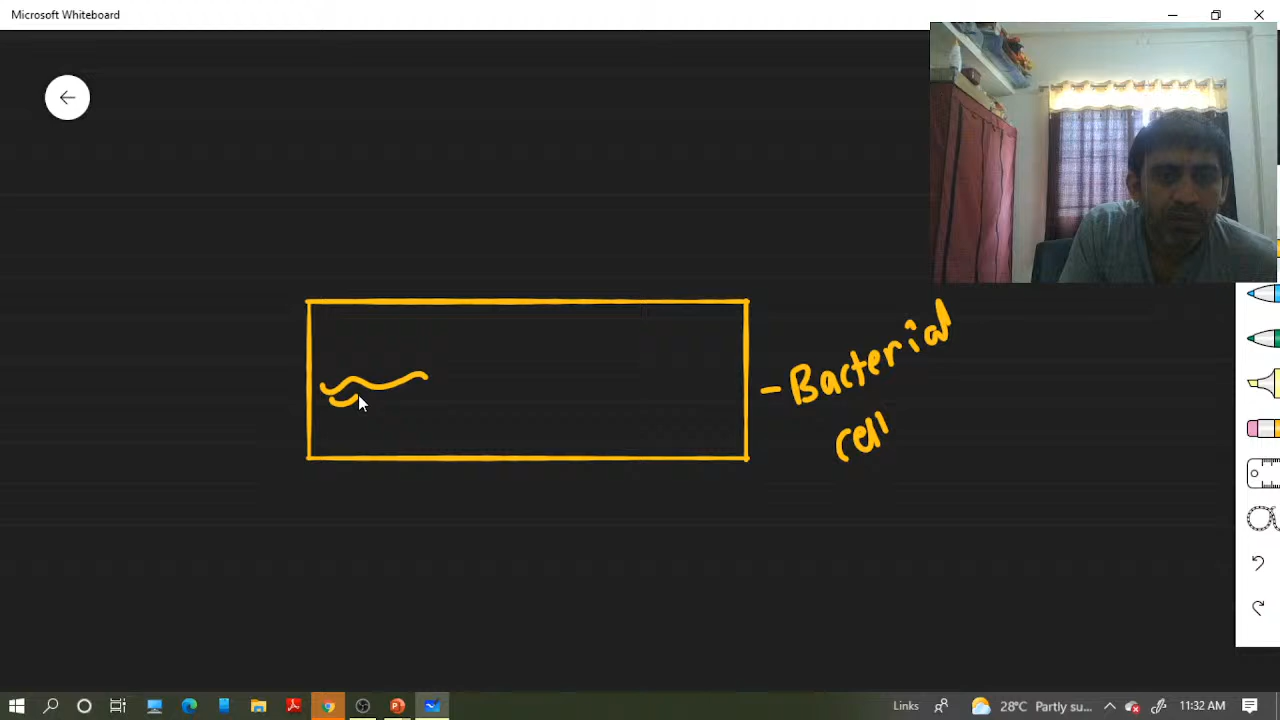 Microsoft Whiteboard
- Bacterial
cell
Links
28°C Partly su...
11:32 AM